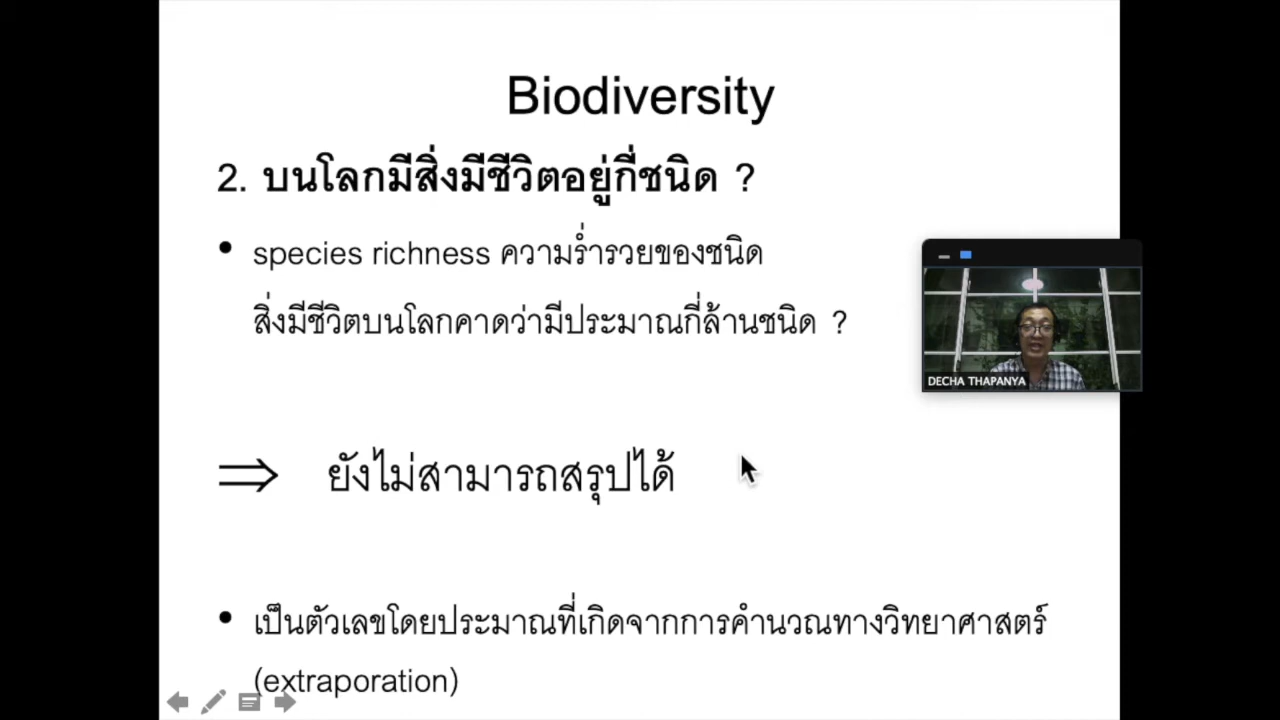 Biodiversity
2. บนโลกมีสิ่งมีชีวิตอยู่กี่ชนิด ?
• species richness ความร่ำรวยของชนิด
สิ่งมีชีวิตบนโลกคาดว่ามีประมาณกี่ล้านชนิด ?
DECHA THAPANYA
⇒ ยังไม่สามารถสรุปได้
• เป็นตัวเลขโดยประมาณที่เกิดจากการคำนวณทางวิทยาศาสตร์
(extraporation)